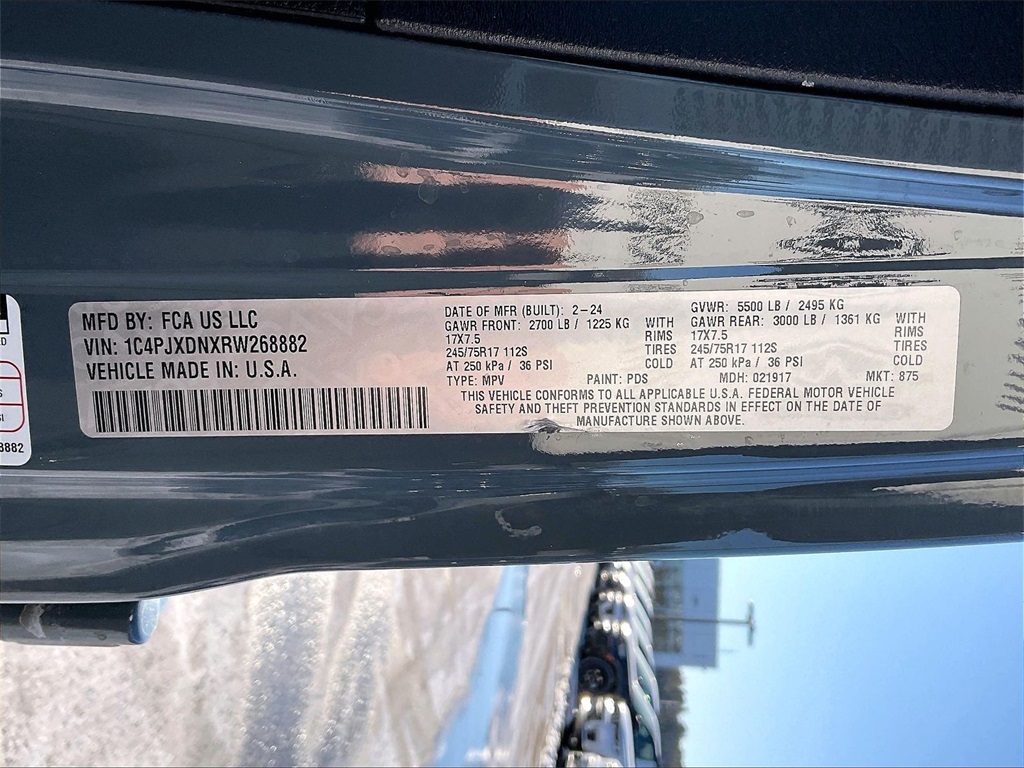 MFD BY: FCA US LLC
VIN: 1C4PJXDNXRW268882
VEHICLE MADE IN: U.S.A.
DATE OF MFR (BUILT): 2-24
GAWR FRONT: 2700 LB / 1225 KG WITH
17X7.5 RIMS
245/75R17 112S TIRES
AT 250 kPa / 36 PSI COLD
GVWR: 5500 LB / 2495 KG
GAWR REAR: 3000 LB / 1361 KG WITH
17X7.5 RIMS
245/75R17 112S TIRES
AT 250 kPa / 36 PSI COLD
TYPE: MPV PAINT: PDS MDH: 021917 MKT: 875
THIS VEHICLE CONFORMS TO ALL APPLICABLE U.S.A. FEDERAL MOTOR VEHICLE
SAFETY AND THEFT PREVENTION STANDARDS IN EFFECT ON THE DATE OF
MANUFACTURE SHOWN ABOVE.
8882